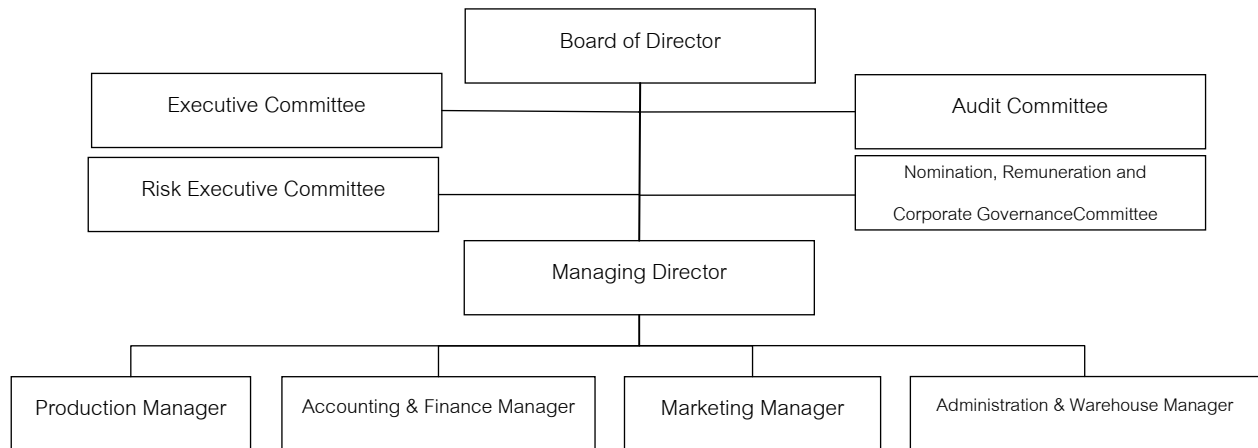 Board of Director
Executive Committee
Audit Committee
Risk Executive Committee
Nomination, Remuneration and
Corporate GovernanceCommittee
Managing Director
Production Manager
Accounting & Finance Manager
Marketing Manager
Administration & Warehouse Manager